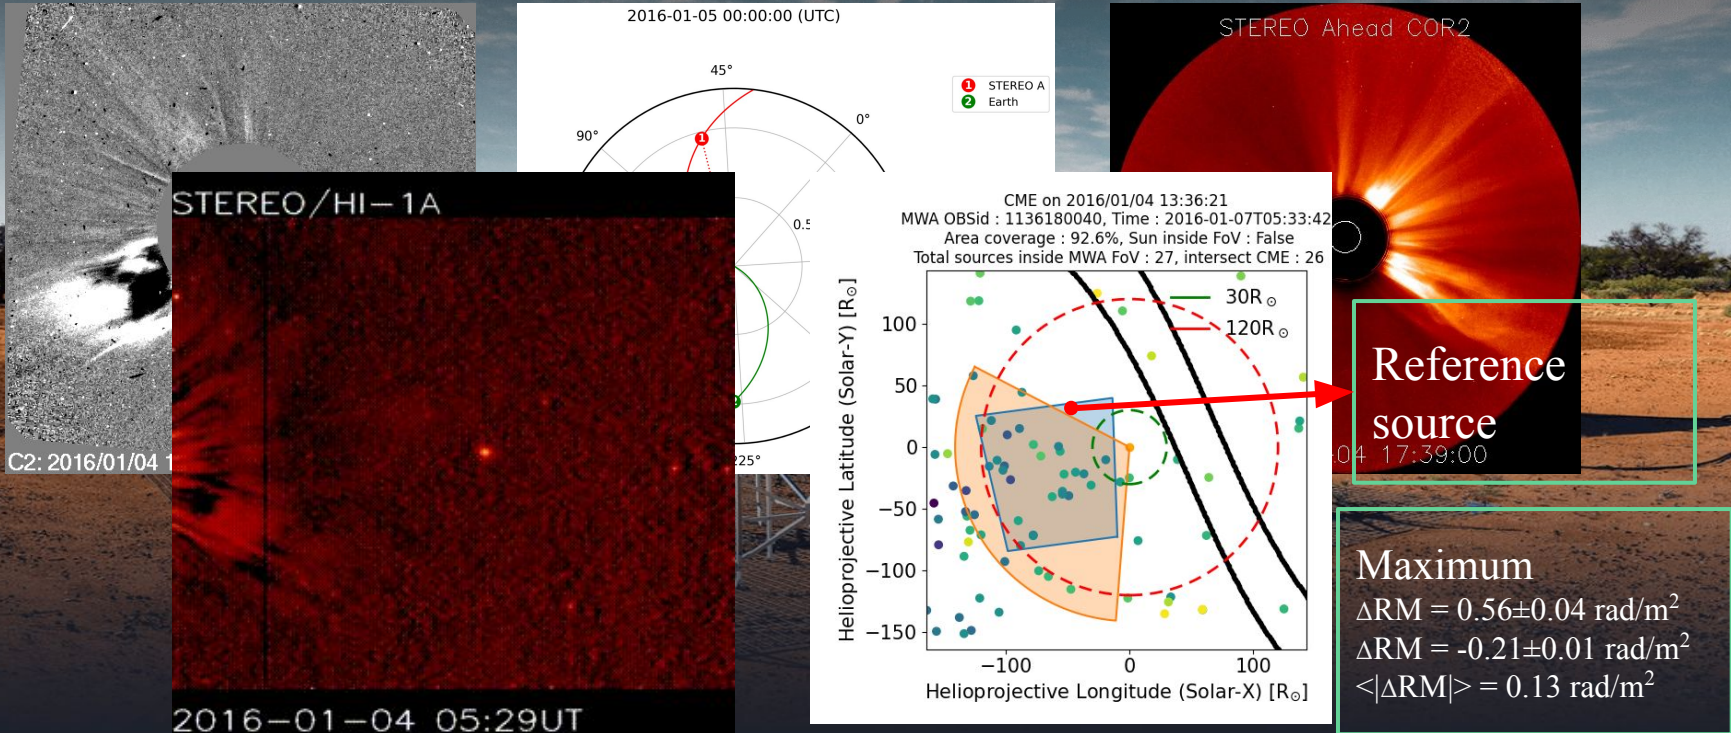 2016-01-05 00:00:00 (UTC)
45°
90°
0°
0.5
225°
1 STEREO A
2 Earth
STEREO Ahead COR2
C2: 2016/01/04 1
STEREO/HI-1A
2016-01-04 05:29UT
CME on 2016/01/04 13:36:21
MWA OBSid : 1136180040, Time : 2016-01-07T05:33:42
Area coverage : 92.6%, Sun inside FoV : False
Total sources inside MWA FoV : 27, intersect CME : 26
30R⊙
120R⊙
Helioprojective Latitude (Solar-Y) [R⊙]
100
50
0
−50
−100
−150
−100 0 100
Helioprojective Longitude (Solar-X) [R⊙]
Reference
source
04 17:39:00
Maximum
ΔRM = 0.56±0.04 rad/m²
ΔRM = -0.21±0.01 rad/m²
<|ΔRM|> = 0.13 rad/m²